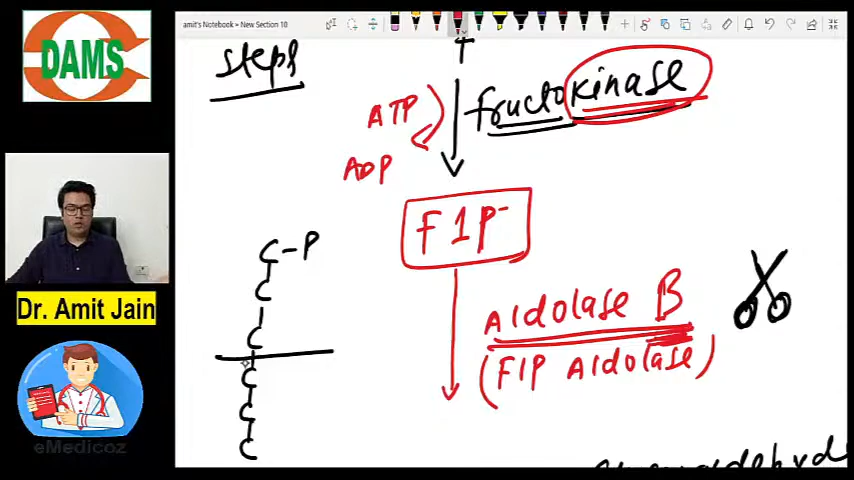 amit's Notebook > New Section 10
DAMS
steps
fructokinase
ATP
ADP
F1P
C-P
C
C
C
C
C
Aldolase B
(F1P Aldolase)
Dr. Amit Jain
eMedicoz